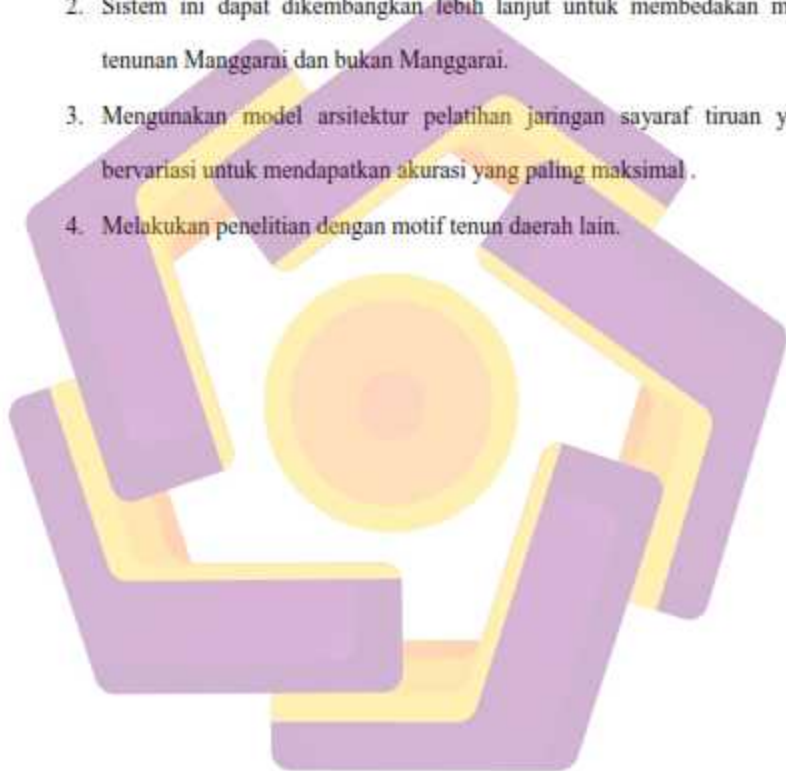 2. Sistem ini dapat dikembangkan lebih lanjut untuk membedakan m
tenunan Manggarai dan bukan Manggarai.
3. Mengunakan model arsitektur pelatihan jaringan sayaraf tiruan y
bervariasi untuk mendapatkan akurasi yang paling maksimal .
4. Melakukan penelitian dengan motif tenun daerah lain.